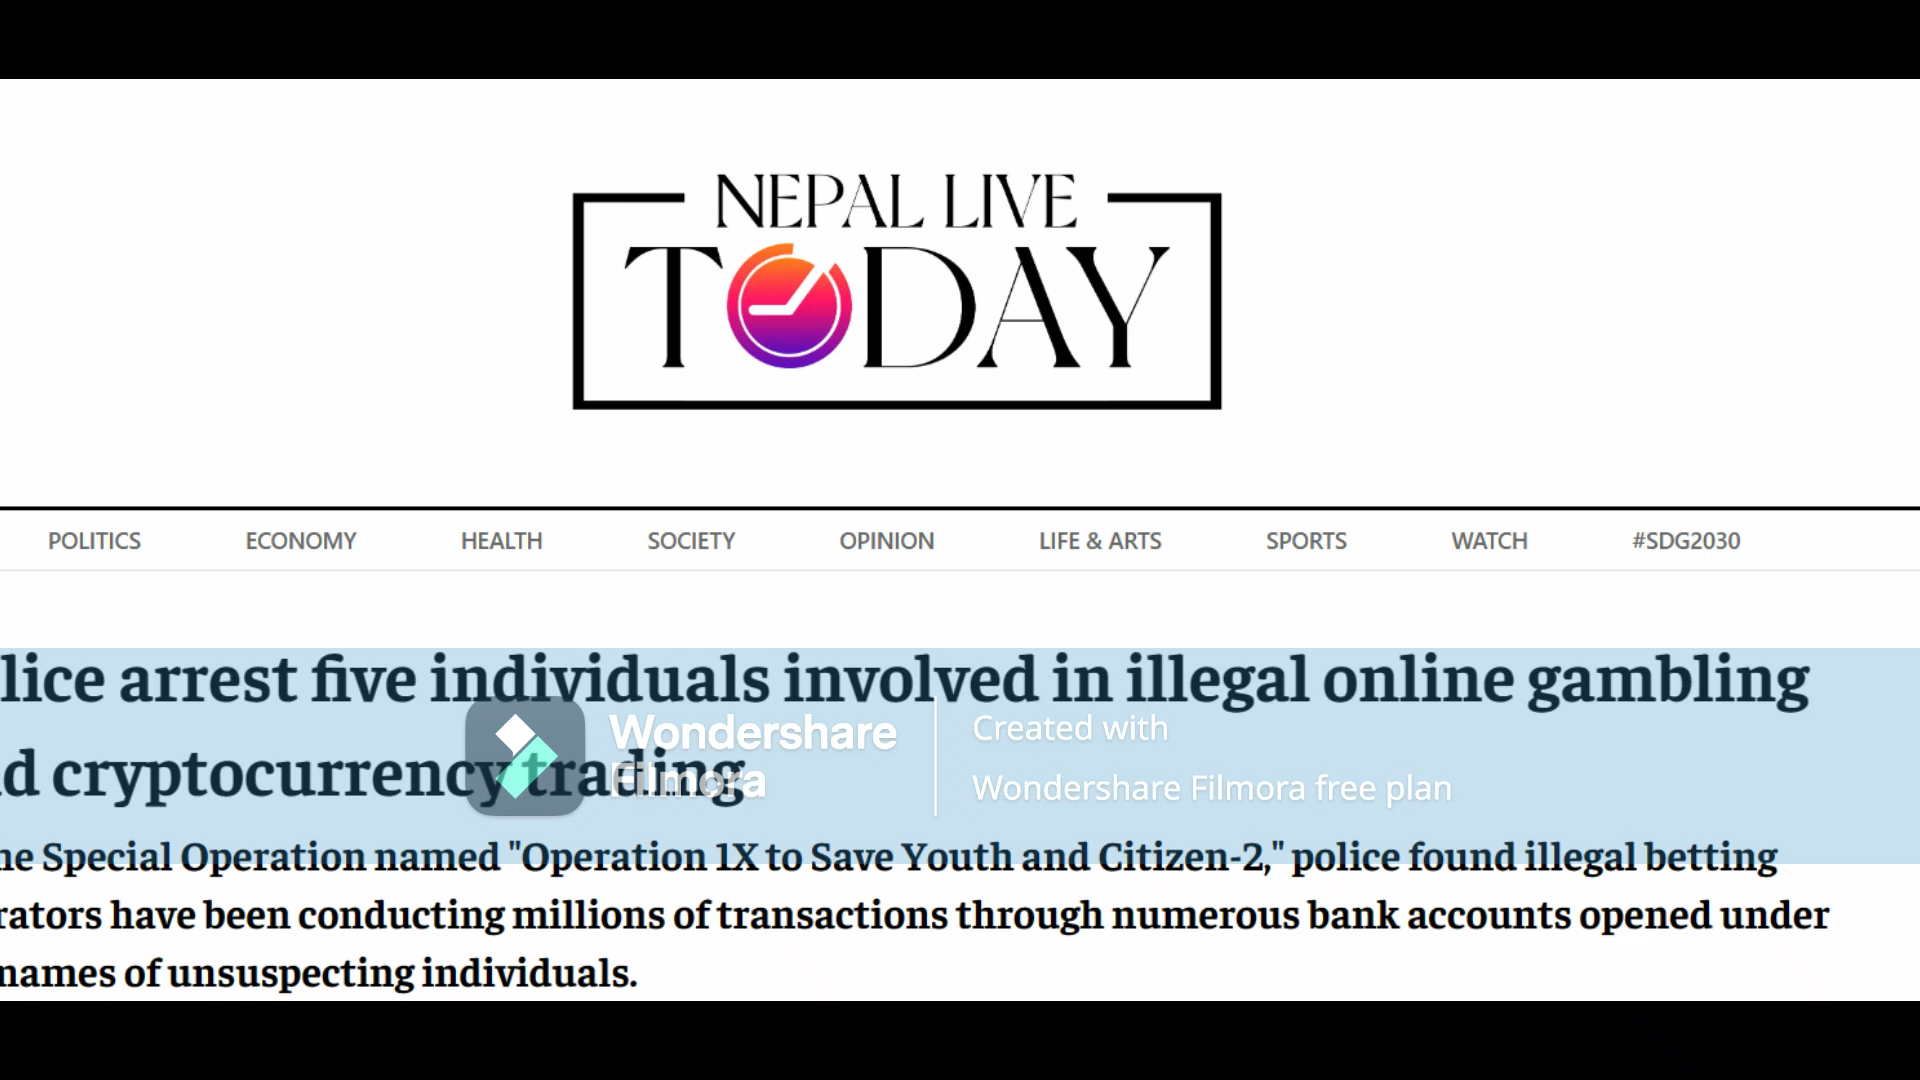 NEPAL LIVE
TODAY
POLITICS ECONOMY HEALTH SOCIETY OPINION LIFE & ARTS SPORTS WATCH #SDG2030
lice arrest five individuals involved in illegal online gambling
d cryptocurrency trading
Wondershare
Filmora
Created with
Wondershare Filmora free plan
he Special Operation named "Operation 1X to Save Youth and Citizen-2," police found illegal betting
rators have been conducting millions of transactions through numerous bank accounts opened under
names of unsuspecting individuals.